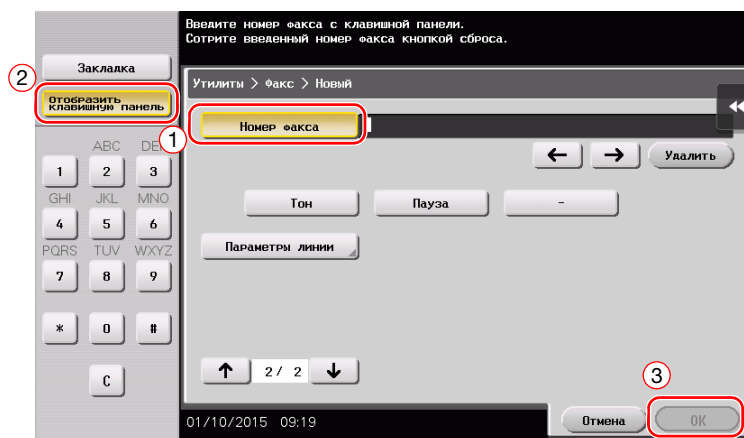 Введите номер факса с клавишной панели.
Сотрите введенный номер факса кнопкой сброса.
2
Закладка
Отобразить
клавишную панель
Утилиты > Факс > Новый
1
Номер факса
← → Удалить
ABC
1 2 3
GHI JKL MNO
4 5 6
PQRS TUV WXYZ
7 8 9
* 0 #
C
Тон Пауза -
Параметры линии
↑ 2/ 2 ↓
3
01/10/2015 09:19
Отмена OK